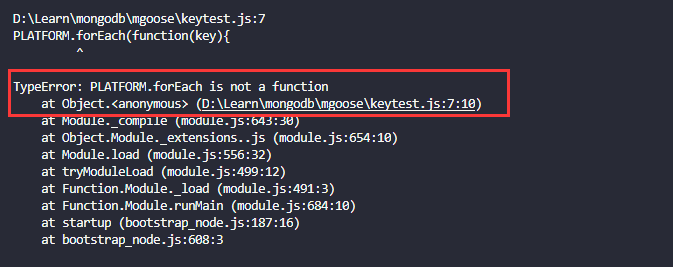 D:\Learn\mongodb\mgoose\keytest.js:7
PLATFORM.forEach(function(key){
^
TypeError: PLATFORM.forEach is not a function
at Object.<anonymous> (D:\Learn\mongodb\mgoose\keytest.js:7:10)
at Module._compile (module.js:643:30)
at Object.Module._extensions..js (module.js:654:10)
at Module.load (module.js:556:32)
at tryModuleLoad (module.js:499:12)
at Function.Module._load (module.js:491:3)
at Function.Module.runMain (module.js:684:10)
at startup (bootstrap_node.js:187:16)
at bootstrap_node.js:608:3